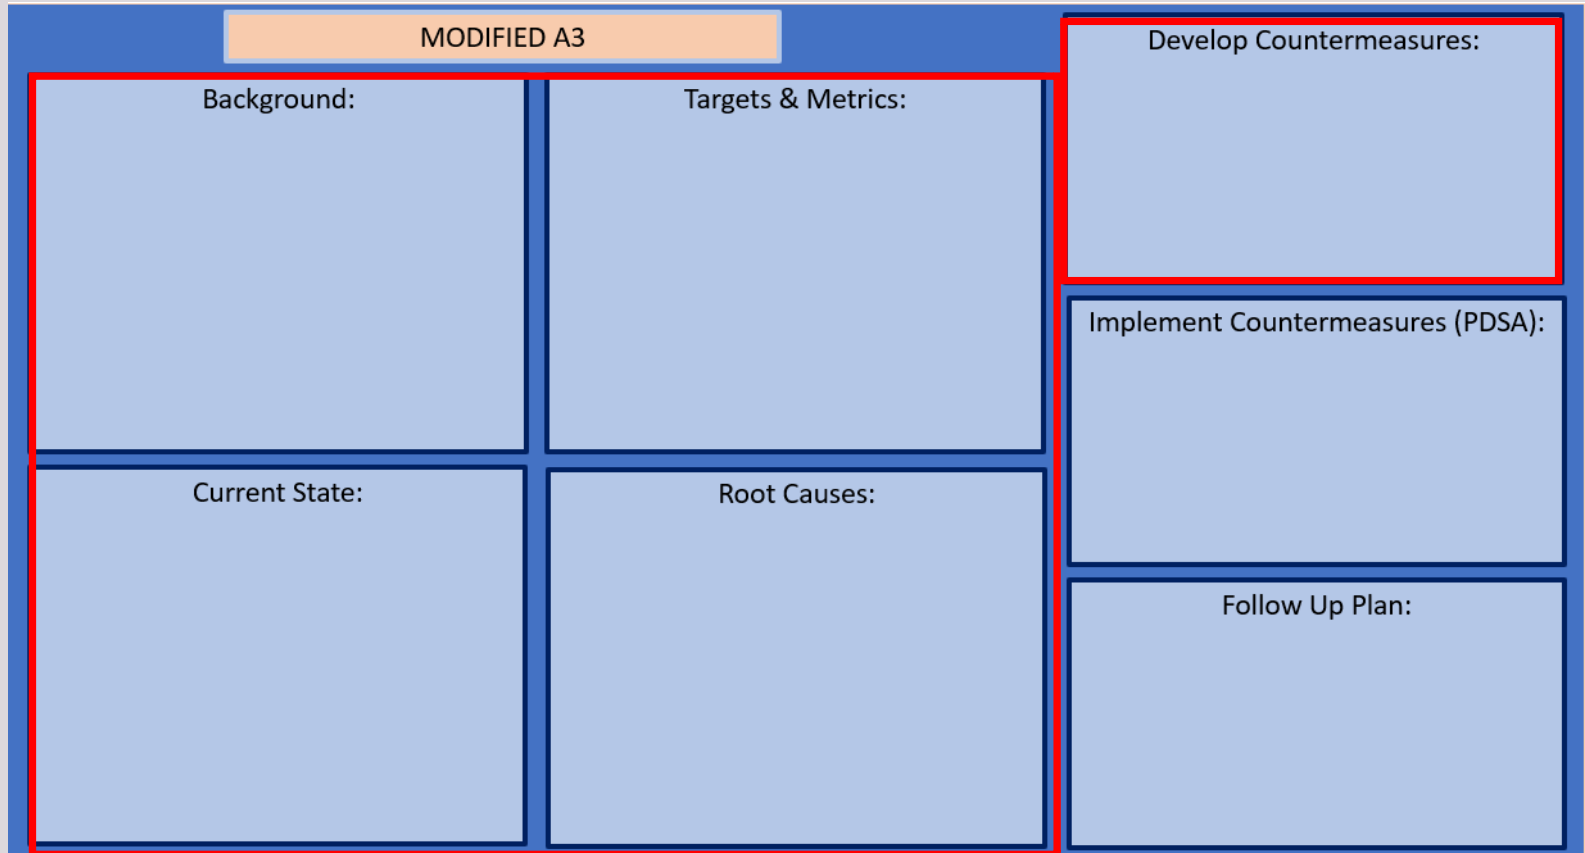 MODIFIED A3
Background:
Targets & Metrics:
Current State:
Root Causes:
Develop Countermeasures:
Implement Countermeasures (PDSA):
Follow Up Plan: